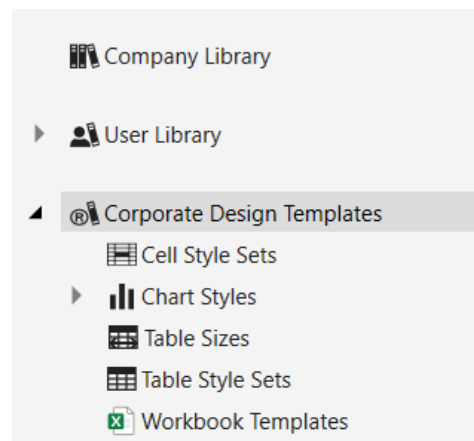 Company Library
User Library
Corporate Design Templates
Cell Style Sets
Chart Styles
Table Sizes
Table Style Sets
Workbook Templates